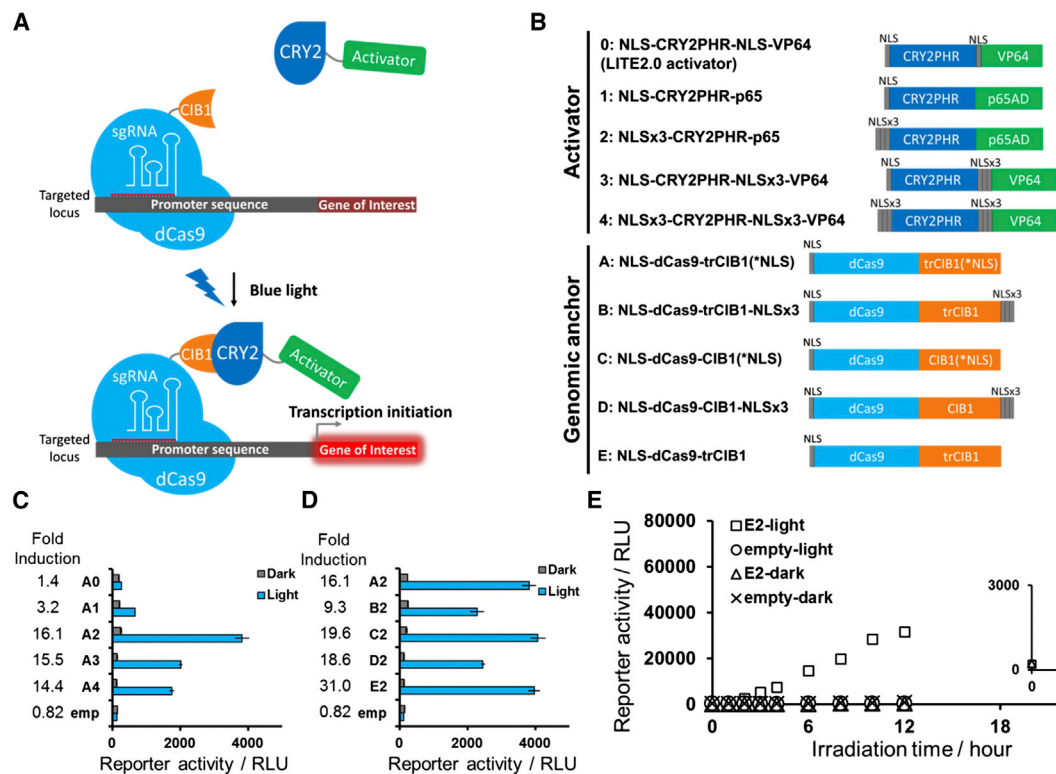 A
CRY2
Activator
CIB1
sgRNA
Targeted
locus
Promoter sequence
Gene of Interest
dCas9
Blue light
CIB1
CRY2
Activator
sgRNA
Transcription initiation
Targeted
locus
Promoter sequence
Gene of Interest
dCas9
B
Activator
0: NLS-CRY2PHR-NLS-VP64
(LITE2.0 activator)
NLS
NLS
CRY2PHR
VP64
1: NLS-CRY2PHR-p65
NLS
CRY2PHR
p65AD
2: NLSx3-CRY2PHR-p65
NLSx3
CRY2PHR
p65AD
3: NLS-CRY2PHR-NLSx3-VP64
NLS
NLSx3
CRY2PHR
VP64
4: NLSx3-CRY2PHR-NLSx3-VP64
NLSx3
NLSx3
CRY2PHR
VP64
Genomic anchor
A: NLS-dCas9-trCIB1(*NLS)
NLS
dCas9
trCIB1(*NLS)
B: NLS-dCas9-trCIB1-NLSx3
NLS
NLSx3
dCas9
trCIB1
C: NLS-dCas9-CIB1(*NLS)
NLS
dCas9
CIB1(*NLS)
D: NLS-dCas9-CIB1-NLSx3
NLS
NLSx3
dCas9
CIB1
E: NLS-dCas9-trCIB1
NLS
dCas9
trCIB1
C
Fold
Induction
Dark
Light
1.4 A0
3.2 A1
16.1 A2
15.5 A3
14.4 A4
0.82 emp
0 2000 4000
Reporter activity / RLU
D
Fold
Induction
Dark
Light
16.1 A2
9.3 B2
19.6 C2
18.6 D2
31.0 E2
0.82 emp
0 2000 4000
Reporter activity / RLU
E
Reporter activity / RLU
80000
60000
40000
20000
0
E2-light
empty-light
E2-dark
empty-dark
3000
0
0
0 6 12 18
Irradiation time / hour